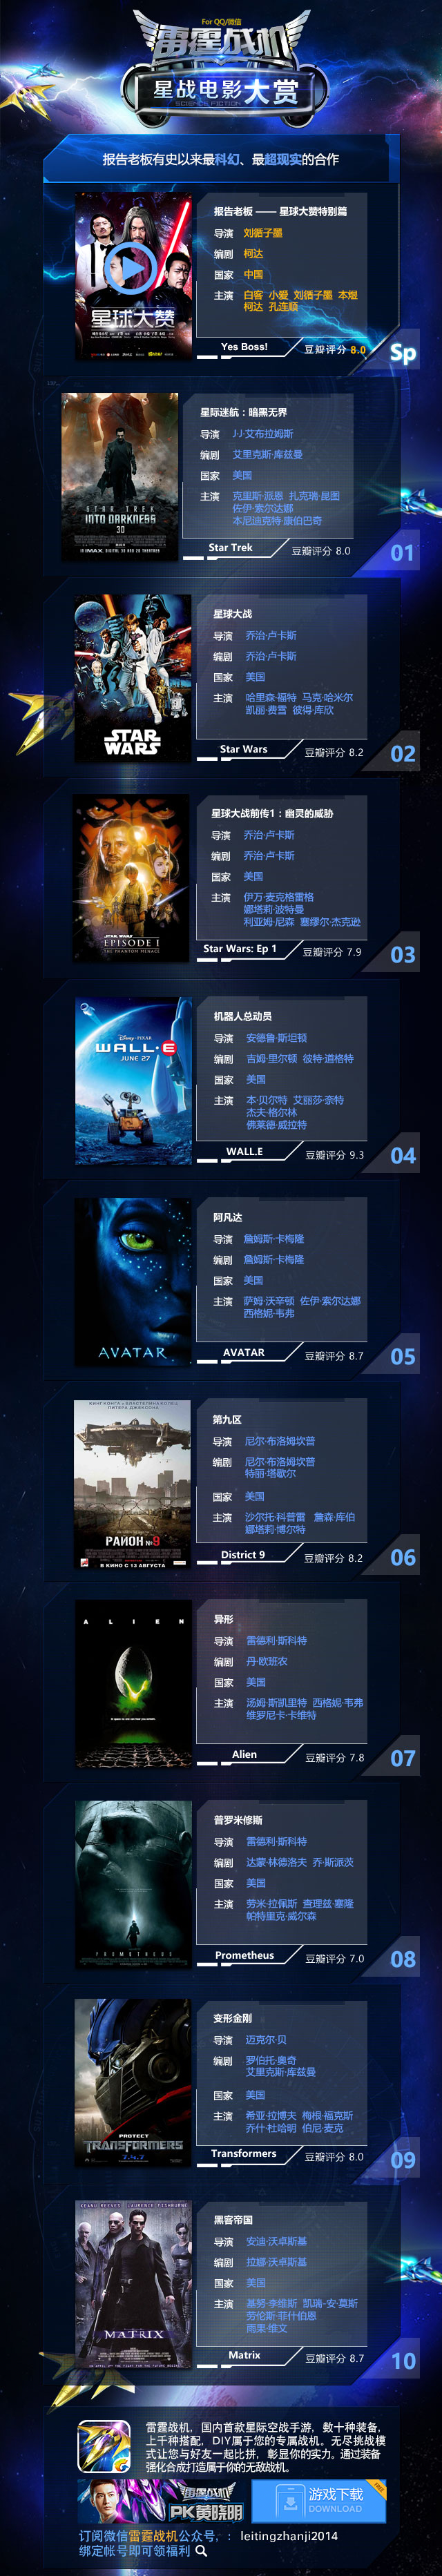 For QQ/微信
雷霆战机
星战电影大赏
SCIENCE FICTION
报告老板有史以来最科幻、最超现实的合作
星球大赞
报告老板 —— 星球大赞特别篇
导演 刘循子墨
编剧 柯达
国家 中国
主演 白客 小爱 刘循子墨 本煜
柯达 孔连顺
Yes Boss!
豆瓣评分 8.0
Sp
STAR TREK
INTO DARKNESS
3D
星际迷航：暗黑无界
导演 J·J·艾布拉姆斯
编剧 艾里克斯·库兹曼
国家 美国
主演 克里斯·派恩 扎克瑞·昆图
佐伊·索尔达娜
本尼迪克特·康伯巴奇
Star Trek
豆瓣评分 8.0
01
STAR
WARS
星球大战
导演 乔治·卢卡斯
编剧 乔治·卢卡斯
国家 美国
主演 哈里森·福特 马克·哈米尔
凯丽·费雪 彼得·库欣
Star Wars
豆瓣评分 8.2
02
STAR WARS
EPISODE I
THE PHANTOM MENACE
星球大战前传1：幽灵的威胁
导演 乔治·卢卡斯
编剧 乔治·卢卡斯
国家 美国
主演 伊万·麦克格雷格
娜塔莉·波特曼
利亚姆·尼森 塞缪尔·杰克逊
Star Wars: Ep 1
豆瓣评分 7.9
03
DISNEY·PIXAR
WALL·E
JUNE 27
机器人总动员
导演 安德鲁·斯坦顿
编剧 吉姆·里尔顿 彼特·道格特
国家 美国
主演 本·贝尔特 艾丽莎·奈特
杰夫·格尔林
佛莱德·威拉特
WALL.E
豆瓣评分 9.3
04
AVATAR
阿凡达
导演 詹姆斯·卡梅隆
编剧 詹姆斯·卡梅隆
国家 美国
主演 萨姆·沃辛顿 佐伊·索尔达娜
西格妮·韦弗
AVATAR
豆瓣评分 8.7
05
ПИТЕРА ДЖЕКСОНА
РАЙОН №9
В КИНО С 13 АВГУСТА
第九区
导演 尼尔·布洛姆坎普
编剧 尼尔·布洛姆坎普
特丽·塔歇尔
国家 美国
主演 沙尔托·科普雷 詹森·库伯
娜塔莉·博尔特
District 9
豆瓣评分 8.2
06
ALIEN
异形
导演 雷德利·斯科特
编剧 丹·欧班农
国家 美国
主演 汤姆·斯凯里特 西格妮·韦弗
维罗尼卡·卡维特
Alien
豆瓣评分 7.8
07
PROMETHEUS
普罗米修斯
导演 雷德利·斯科特
编剧 达蒙·林德洛夫 乔·斯派茨
国家 美国
主演 劳米·拉佩斯 查理兹·塞隆
帕特里克·威尔森
Prometheus
豆瓣评分 7.0
08
PROTECT
TRANSFORMERS
7.4.07
变形金刚
导演 迈克尔·贝
编剧 罗伯托·奥奇
艾里克斯·库兹曼
国家 美国
主演 希亚·拉博夫 梅根·福克斯
乔什·杜哈明 伯尼·麦克
Transformers
豆瓣评分 8.0
09
KEANU REEVES LAURENCE FISHBURNE
MATRIX
黑客帝国
导演 安迪·沃卓斯基
编剧 拉娜·沃卓斯基
国家 美国
主演 基努·李维斯 凯瑞-安·莫斯
劳伦斯·菲什伯恩
雨果·维文
Matrix
豆瓣评分 8.7
10
雷霆战机，国内首款星际空战手游，数十种装备，
上千种搭配，DIY属于您的专属战机。无尽挑战模
式让您与好友一起比拼，彰显你的实力。通过装备
强化合成打造属于你的无敌战机。
雷霆战机
PK黄晓明
游戏下载
DOWNLOAD
订阅微信雷霆战机公众号，：leitingzhanji2014
绑定帐号即可领福利